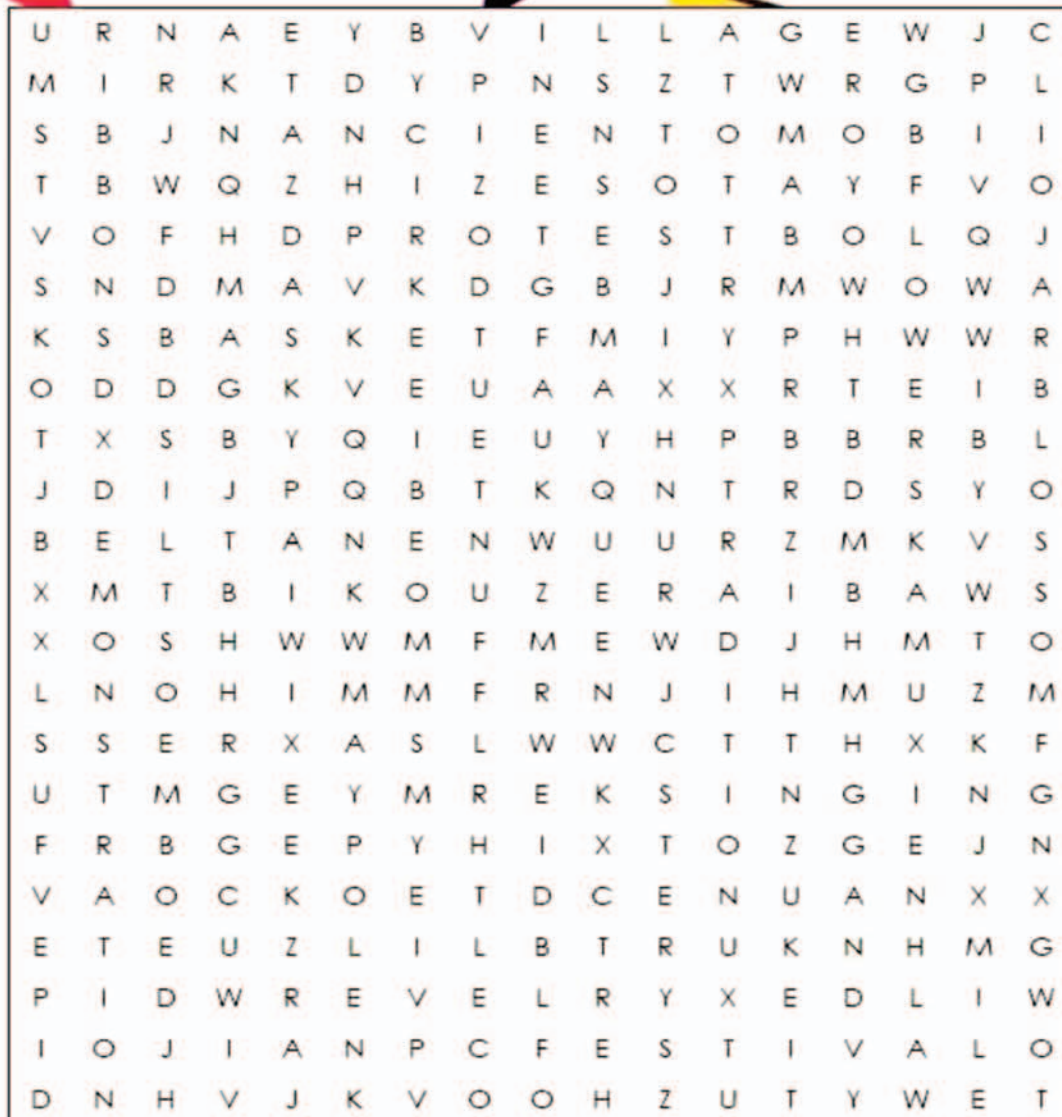 U R N A E Y B V I L L A G E W J C
M I R K T D Y P N S Z T W R G P L
S B J N A N C I E N T O M O B I I
T B W Q Z H I Z E S O T A Y F V O
V O F H D P R O T E S T B O L Q J
S N D M A V K D G B J R M W O W A
K S B A S K E T F M I Y P H W W R
O D D G K V E U A A X X R T E I B
T X S B Y Q I E U Y H P B B R B L
J D I J P Q B T K Q N T R D S Y O
B E L T A N E N W U U R Z M K V S
X M T B I K O U Z E R A I B A W S
X O S H W W M F M E W D J H M T O
L N O H I M M F R N J I H M U Z M
S S E R X A S L W W C T T H X K F
U T M G E Y M R E K S I N G I N G
F R B G E P Y H I X T O Z G E J N
V A O C K O E T D C E N U A N X X
E T E U Z L I L B T R U K N H M G
P I D W R E V E L R Y X E D L I W
I O J I A N P C F E S T I V A L O
D N H V J K V O O H Z U T Y W E T